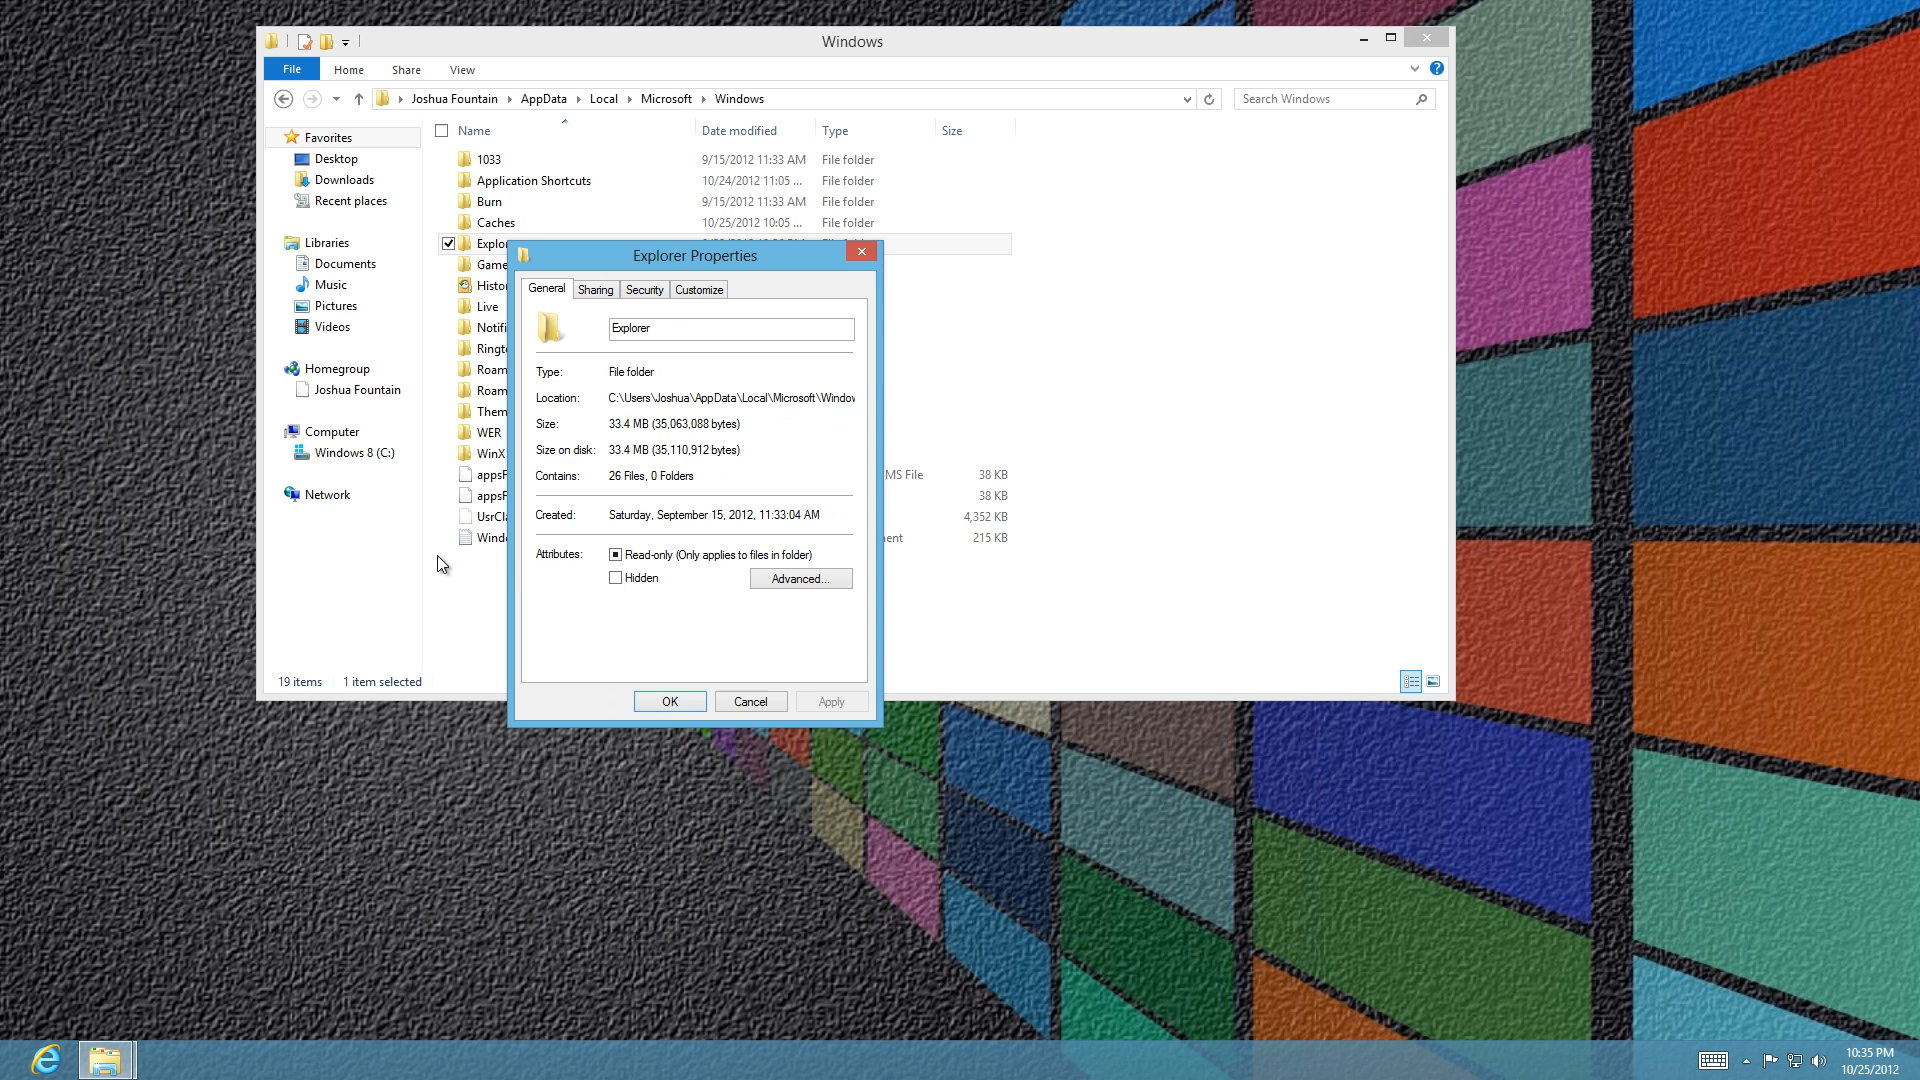 Windows
File Home Share View
Joshua Fountain AppData Local Microsoft Windows
Search Windows
Name Date modified Type Size
Favorites
Desktop
Downloads
Recent places
Libraries
Documents
Music
Pictures
Videos
Homegroup
Joshua Fountain
Computer
Windows 8 (C:)
Network
1033 9/15/2012 11:33 AM File folder
Application Shortcuts 10/24/2012 11:05 ... File folder
Burn 9/15/2012 11:33 AM File folder
Caches 10/25/2012 10:05 ... File folder
Explor
Game
Histor
Live
Notifi
Ringt
Roam
Roam
Them
WER
WinX
appsF MS File 38 KB
appsF 38 KB
UsrCla 4,352 KB
Windo ent 215 KB
19 items 1 item selected
Explorer Properties
General Sharing Security Customize
Explorer
Type: File folder
Location: C:\Users\Joshua\AppData\Local\Microsoft\Window
Size: 33.4 MB (35,063,088 bytes)
Size on disk: 33.4 MB (35,110,912 bytes)
Contains: 26 Files, 0 Folders
Created: Saturday, September 15, 2012, 11:33:04 AM
Attributes: Read-only (Only applies to files in folder)
Hidden Advanced...
OK Cancel Apply
10:35 PM
10/25/2012